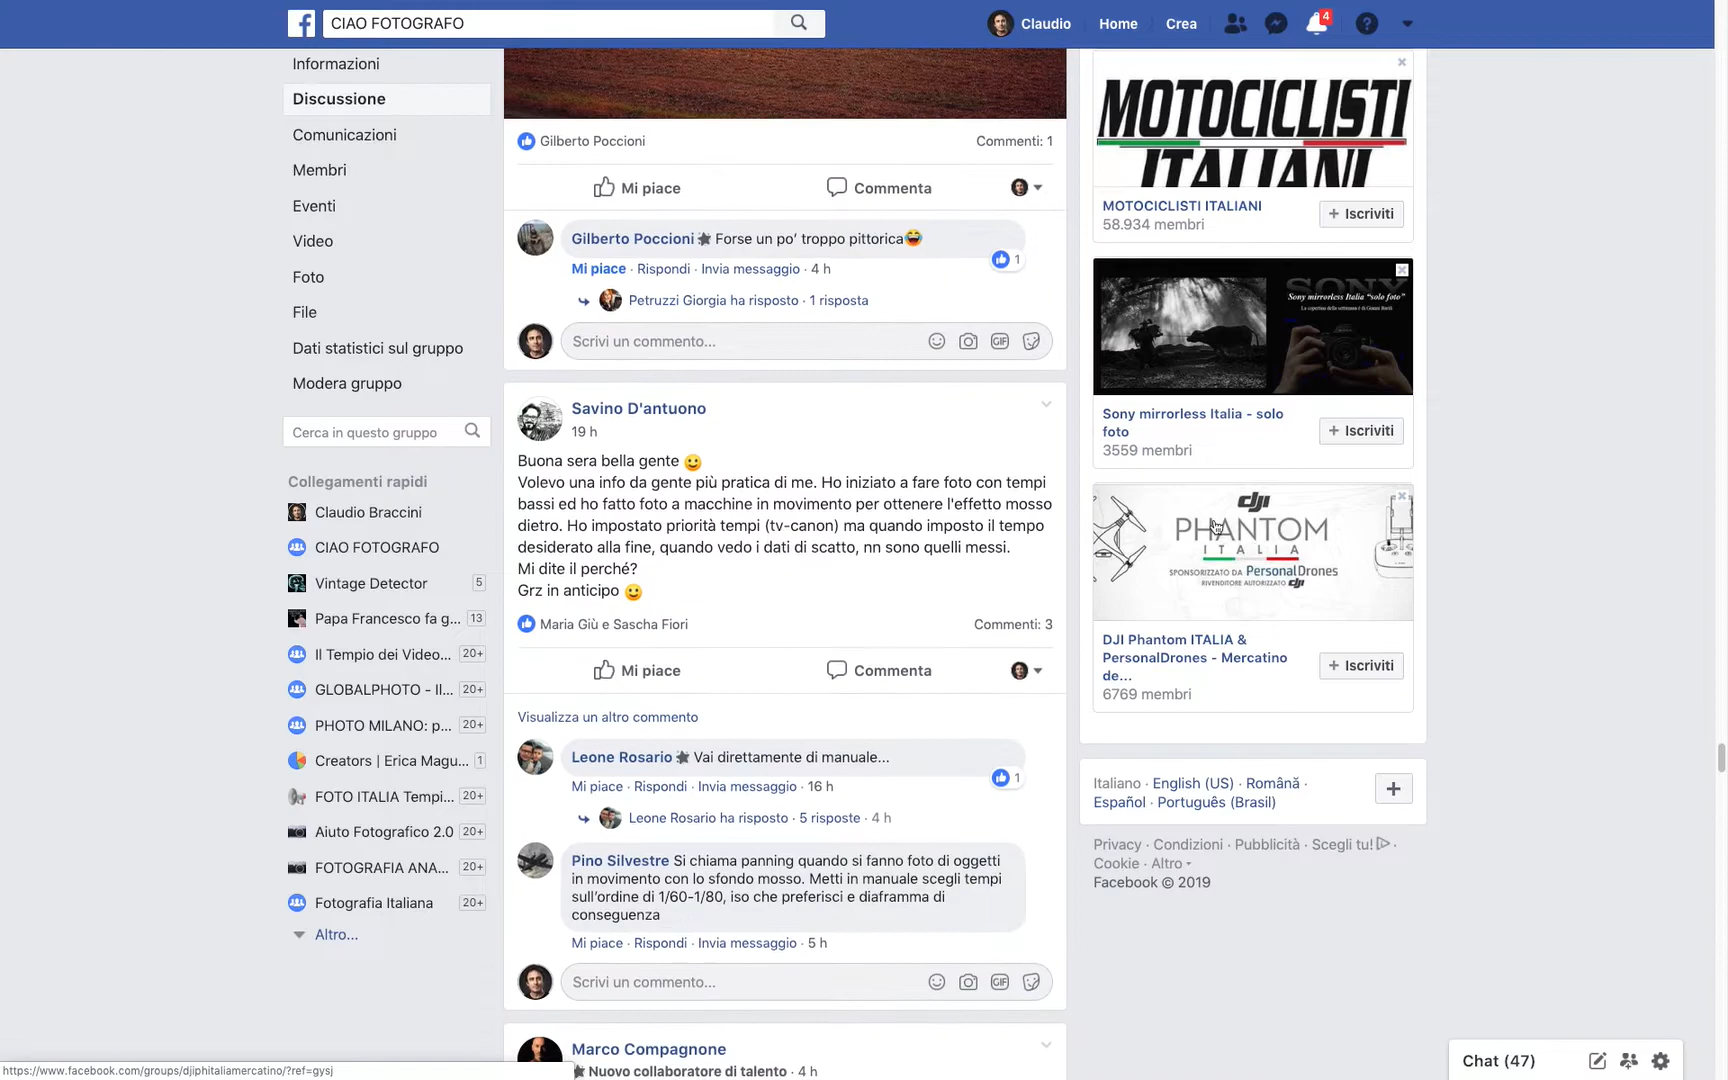 CIAO FOTOGRAFO
Claudio
Home
Crea
4
Informazioni
Discussione
Comunicazioni
Membri
Eventi
Video
Foto
File
Dati statistici sul gruppo
Modera gruppo
Cerca in questo gruppo
Collegamenti rapidi
Claudio Braccini
CIAO FOTOGRAFO
Vintage Detector 5
Papa Francesco fa g... 13
Il Tempio dei Video... 20+
GLOBALPHOTO - Il... 20+
PHOTO MILANO: p... 20+
Creators | Erica Magu... 1
FOTO ITALIA Tempi... 20+
Aiuto Fotografico 2.0 20+
FOTOGRAFIA ANA... 20+
Fotografia Italiana 20+
Altro...
Gilberto Poccioni
Commenti: 1
Mi piace
Commenta
Gilberto Poccioni Forse un po' troppo pittorica😂
1
Mi piace · Rispondi · Invia messaggio · 4 h
Petruzzi Giorgia ha risposto · 1 risposta
Scrivi un commento...
GIF
Savino D'antuono
19 h
Buona sera bella gente 🙂
Volevo una info da gente più pratica di me. Ho iniziato a fare foto con tempi
bassi ed ho fatto foto a macchine in movimento per ottenere l'effetto mosso
dietro. Ho impostato priorità tempi (tv-canon) ma quando imposto il tempo
desiderato alla fine, quando vedo i dati di scatto, nn sono quelli messi.
Mi dite il perché?
Grz in anticipo 🙂
Maria Giù e Sascha Fiori
Commenti: 3
Mi piace
Commenta
Visualizza un altro commento
Leone Rosario Vai direttamente di manuale...
1
Mi piace · Rispondi · Invia messaggio · 16 h
Leone Rosario ha risposto · 5 risposte · 4 h
Pino Silvestre Si chiama panning quando si fanno foto di oggetti
in movimento con lo sfondo mosso. Metti in manuale scegli tempi
sull'ordine di 1/60-1/80, iso che preferisci e diaframma di
conseguenza
Mi piace · Rispondi · Invia messaggio · 5 h
Scrivi un commento...
GIF
Marco Compagnone
Nuovo collaboratore di talento · 4 h
MOTOCICLISTI
ITALIANI
MOTOCICLISTI ITALIANI
58.934 membri
+ Iscriviti
SONY
Sony mirrorless Italia "solo foto"
Sony mirrorless Italia - solo
foto
3559 membri
+ Iscriviti
dji
PHANTOM
ITALIA
SPONSORIZZATO DA PersonalDrones
RIVENDITORE AUTORIZZATO dji
DJI Phantom ITALIA &
PersonalDrones - Mercatino
de...
6769 membri
+ Iscriviti
Italiano · English (US) · Română ·
Español · Português (Brasil)
Privacy · Condizioni · Pubblicità · Scegli tu! ·
Cookie · Altro
Facebook © 2019
Chat (47)
https://www.facebook.com/groups/djiphitaliamercatino/?ref=gysj